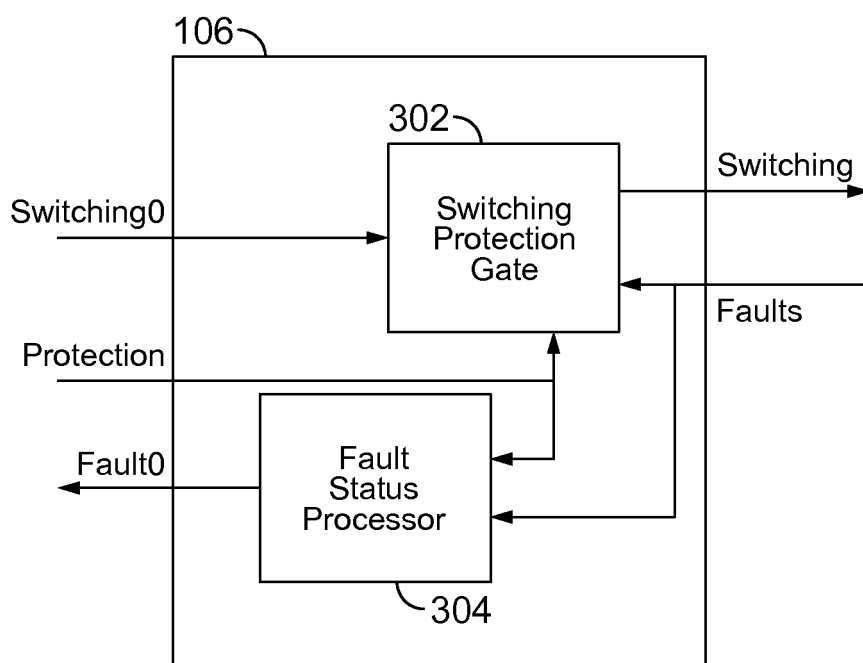 106
302
Switching
Switching0
Switching
Protection
Gate
Faults
Protection
Fault0
Fault
Status
Processor
304